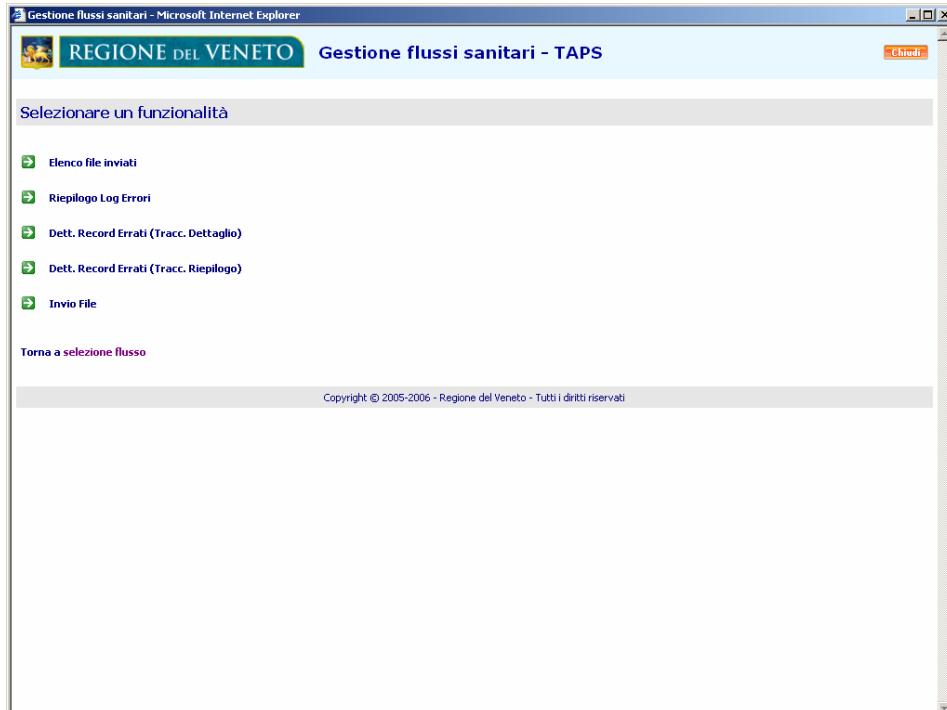 Gestione flussi sanitari - Microsoft Internet Explorer
REGIONE DEL VENETO
Gestione flussi sanitari - TAPS
Chiudi
Selezionare un funzionalità
Elenco file inviati
Riepilogo Log Errori
Dett. Record Errati (Tracc. Dettaglio)
Dett. Record Errati (Tracc. Riepilogo)
Invio File
Torna a selezione flusso
Copyright © 2005-2006 - Regione del Veneto - Tutti i diritti riservati